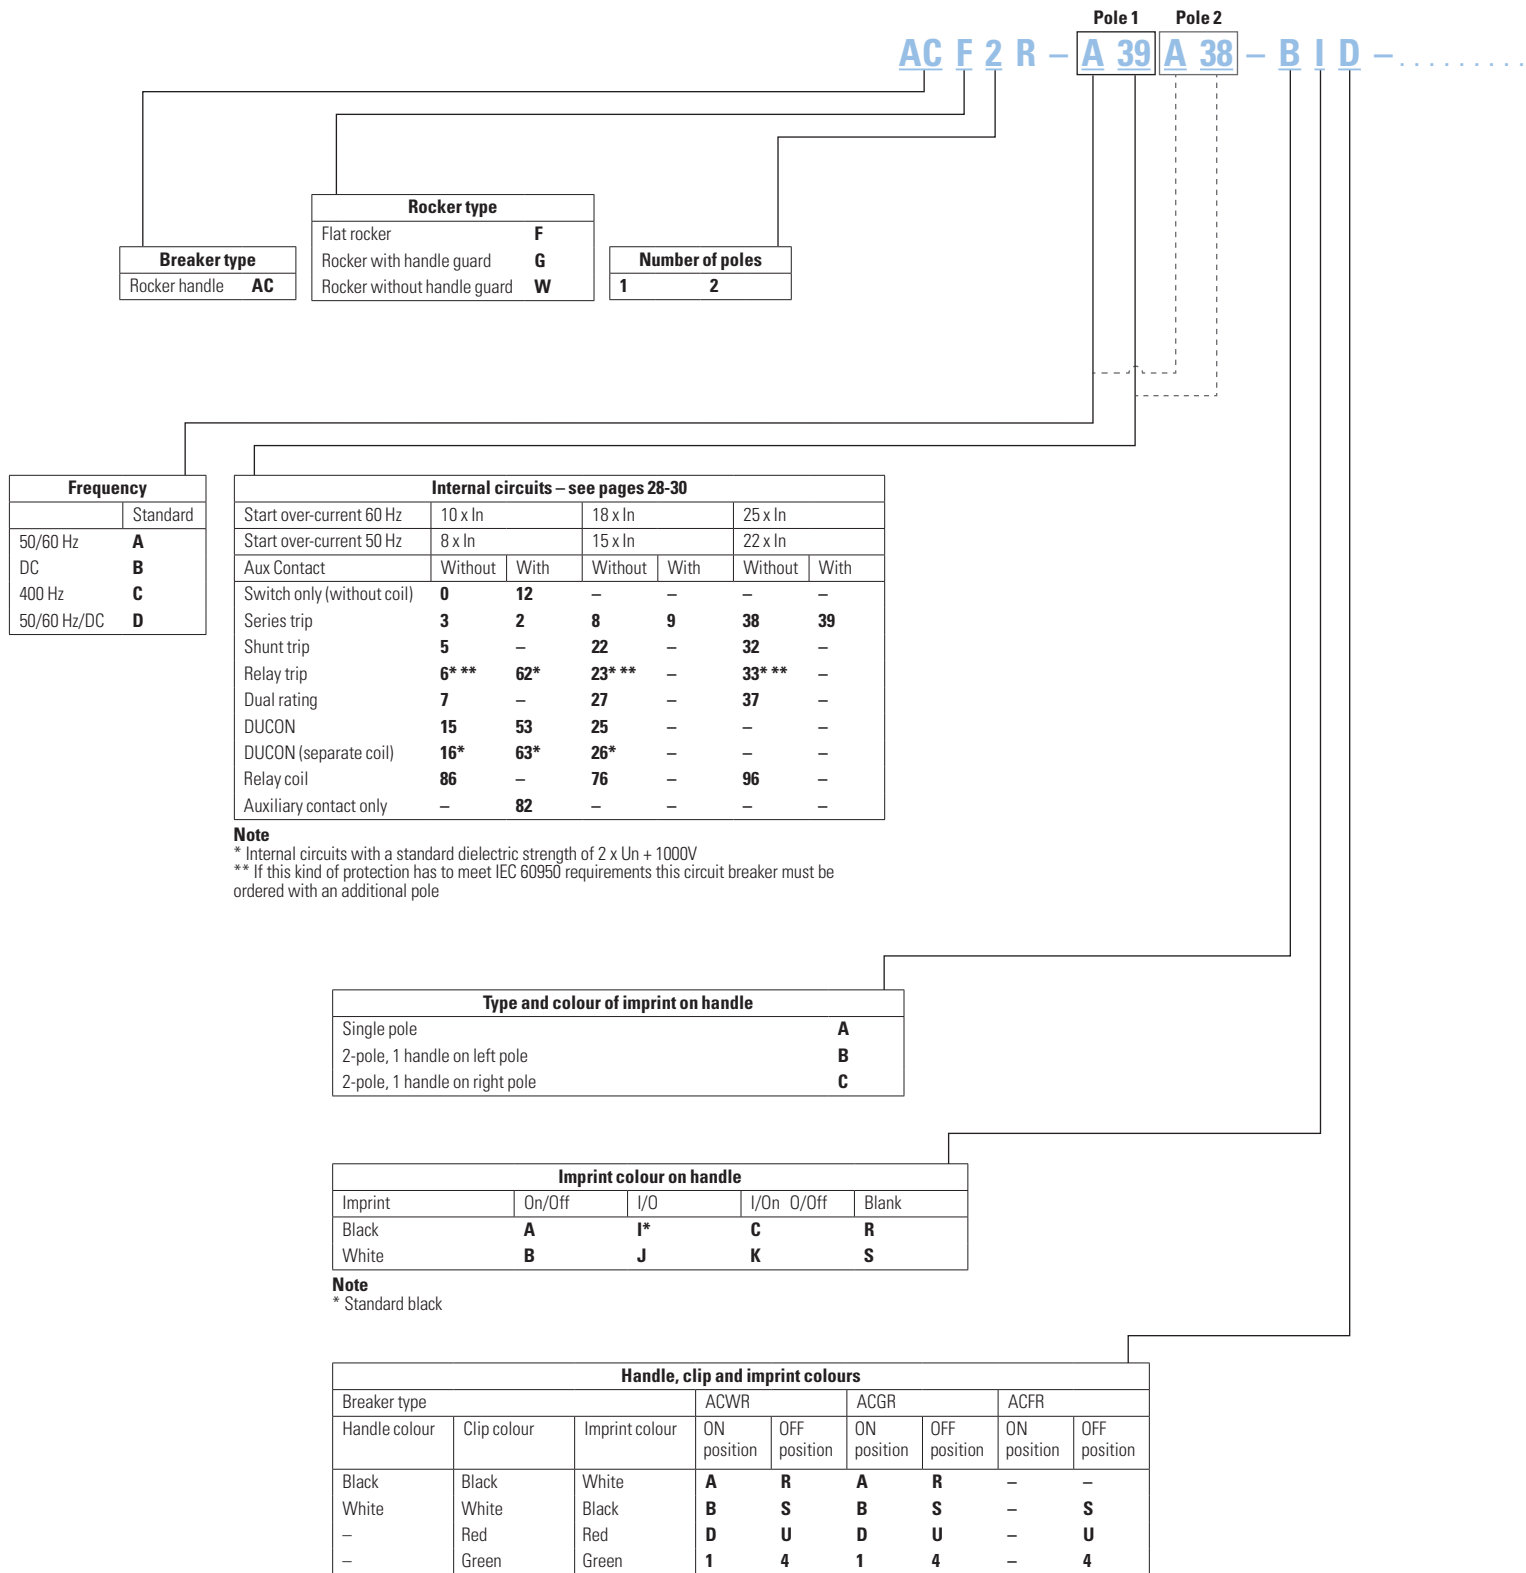 Pole 1 Pole 2
AC F 2 R – A 39 A 38 – B I D – . . . . . . . . .
Rocker type
Flat rocker F
Rocker with handle guard G
Rocker without handle guard W
Breaker type
Rocker handle AC
Number of poles
1 2
Frequency
Standard
50/60 Hz A
DC B
400 Hz C
50/60 Hz/DC D
Internal circuits – see pages 28-30
Start over-current 60 Hz 10 x In 18 x In 25 x In
Start over-current 50 Hz 8 x In 15 x In 22 x In
Aux Contact Without With Without With Without With
Switch only (without coil) 0 12 – – – –
Series trip 3 2 8 9 38 39
Shunt trip 5 – 22 – 32 –
Relay trip 6* ** 62* 23* ** – 33* ** –
Dual rating 7 – 27 – 37 –
DUCON 15 53 25 – – –
DUCON (separate coil) 16* 63* 26* – – –
Relay coil 86 – 76 – 96 –
Auxiliary contact only – 82 – – – –
Note
* Internal circuits with a standard dielectric strength of 2 x Un + 1000V
** If this kind of protection has to meet IEC 60950 requirements this circuit breaker must be
ordered with an additional pole
Type and colour of imprint on handle
Single pole A
2-pole, 1 handle on left pole B
2-pole, 1 handle on right pole C
Imprint colour on handle
Imprint On/Off I/O I/On O/Off Blank
Black A I* C R
White B J K S
Note
* Standard black
Handle, clip and imprint colours
Breaker type ACWR ACGR ACFR
Handle colour Clip colour Imprint colour ON OFF ON OFF ON OFF
position position position position position position
Black Black White A R A R – –
White White Black B S B S – S
– Red Red D U D U – U
– Green Green 1 4 1 4 – 4